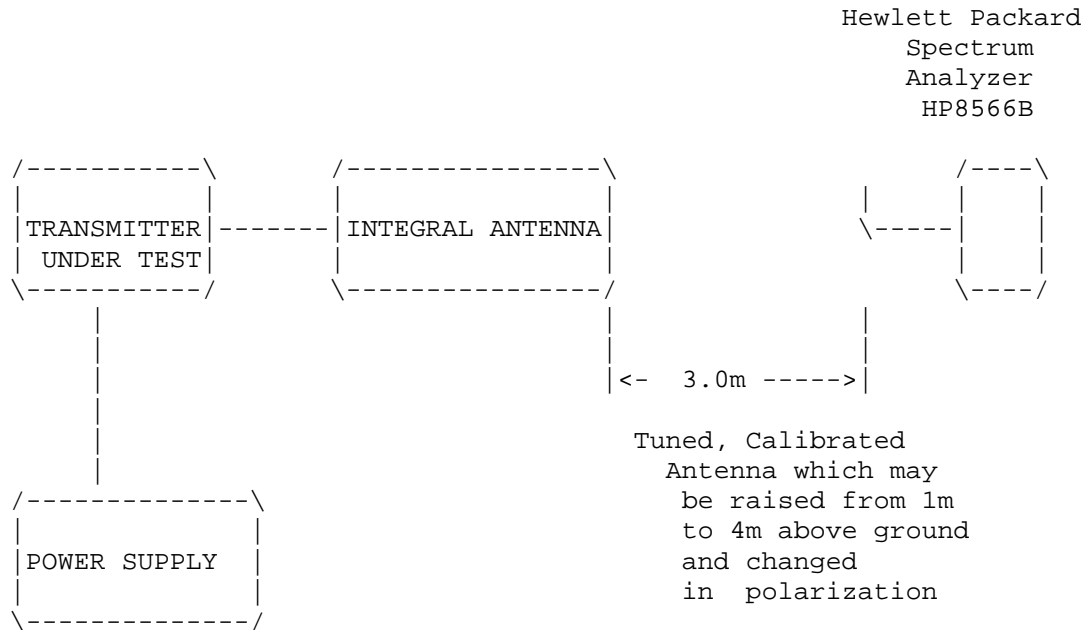 Hewlett Packard
Spectrum
Analyzer
HP8566B
TRANSMITTER
UNDER TEST
INTEGRAL ANTENNA
<- 3.0m ----->
Tuned, Calibrated
Antenna which may
be raised from 1m
to 4m above ground
and changed
in polarization
POWER SUPPLY